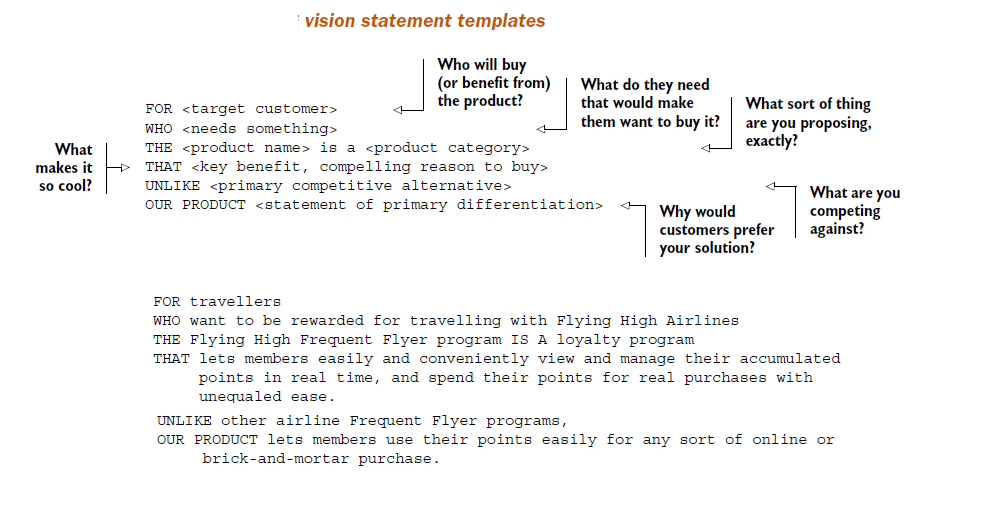 vision statement templates
Who will buy
(or benefit from)
the product?
What do they need
that would make
them want to buy it?
What sort of thing
are you proposing,
exactly?
FOR <target customer>
WHO <needs something>
THE <product name> is a <product category>
THAT <key benefit, compelling reason to buy>
UNLIKE <primary competitive alternative>
OUR PRODUCT <statement of primary differentiation>
What
makes it
so cool?
What are you
competing
against?
Why would
customers prefer
your solution?
FOR travellers
WHO want to be rewarded for travelling with Flying High Airlines
THE Flying High Frequent Flyer program IS A loyalty program
THAT lets members easily and conveniently view and manage their accumulated
points in real time, and spend their points for real purchases with
unequaled ease.
UNLIKE other airline Frequent Flyer programs,
OUR PRODUCT lets members use their points easily for any sort of online or
brick-and-mortar purchase.